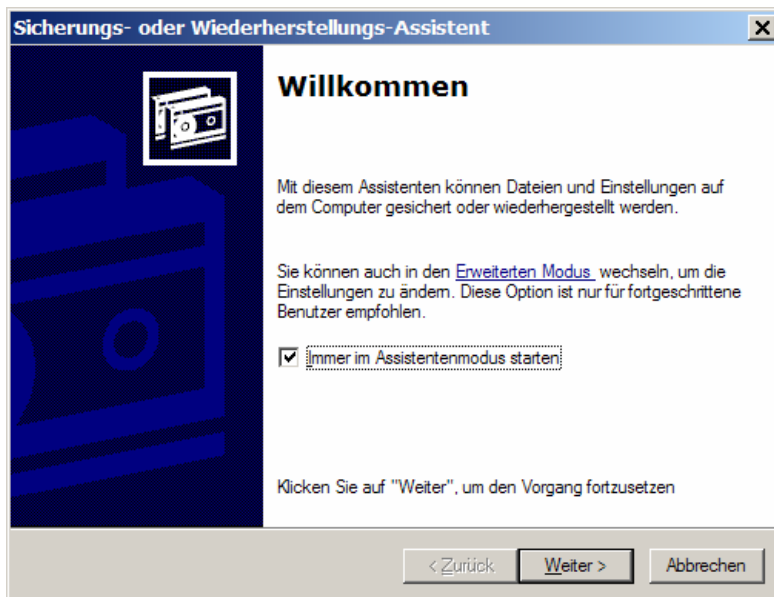 Sicherungs- oder Wiederherstellungs-Assistent
Willkommen
Mit diesem Assistenten können Dateien und Einstellungen auf
dem Computer gesichert oder wiederhergestellt werden.
Sie können auch in den Erweiterten Modus wechseln, um die
Einstellungen zu ändern. Diese Option ist nur für fortgeschrittene
Benutzer empfohlen.
Immer im Assistentenmodus starten
Klicken Sie auf "Weiter", um den Vorgang fortzusetzen
< Zurück Weiter > Abbrechen